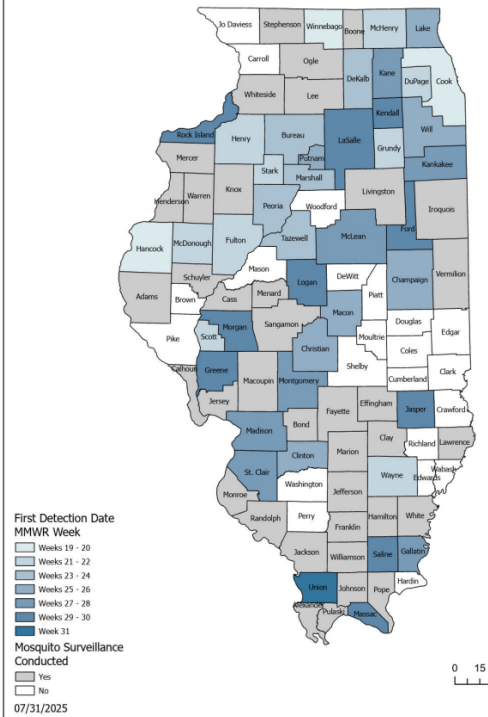 Jo Daviess Stephenson Winnebago Boone McHenry Lake
Carroll Ogle
DeKalb Kane Cook
DuPage
Whiteside Lee
Kendall Will
Rock Island Henry Bureau LaSalle Grundy
Putnam
Mercer Stark Kankakee
Marshall
Henderson Warren Knox Livingston
Peoria Woodford Iroquois
Ford
Hancock McDonough Fulton Tazewell McLean
Mason
Schuyler Logan DeWitt Champaign Vermilion
Adams Brown Cass Menard Piatt
Macon
Morgan Sangamon Douglas Edgar
Pike Scott Christian Moultrie
Coles
Shelby
Greene Clark
Calhoun Macoupin Montgomery Cumberland
Jersey Effingham
Fayette Jasper Crawford
Bond
Madison Clay
Marion Richland Lawrence
Clinton
St. Clair Wayne Wabash
Edwards
Washington
Monroe Jefferson
Randolph Perry Hamilton White
Franklin
Jackson Williamson Saline Gallatin
Hardin
Union Johnson Pope
Alexander Pulaski Massac
First Detection Date
MMWR Week
Weeks 19 - 20
Weeks 21 - 22
Weeks 23 - 24
Weeks 25 - 26
Weeks 27 - 28
Weeks 29 - 30
Week 31
Mosquito Surveillance
Conducted
Yes
No
07/31/2025
0 15